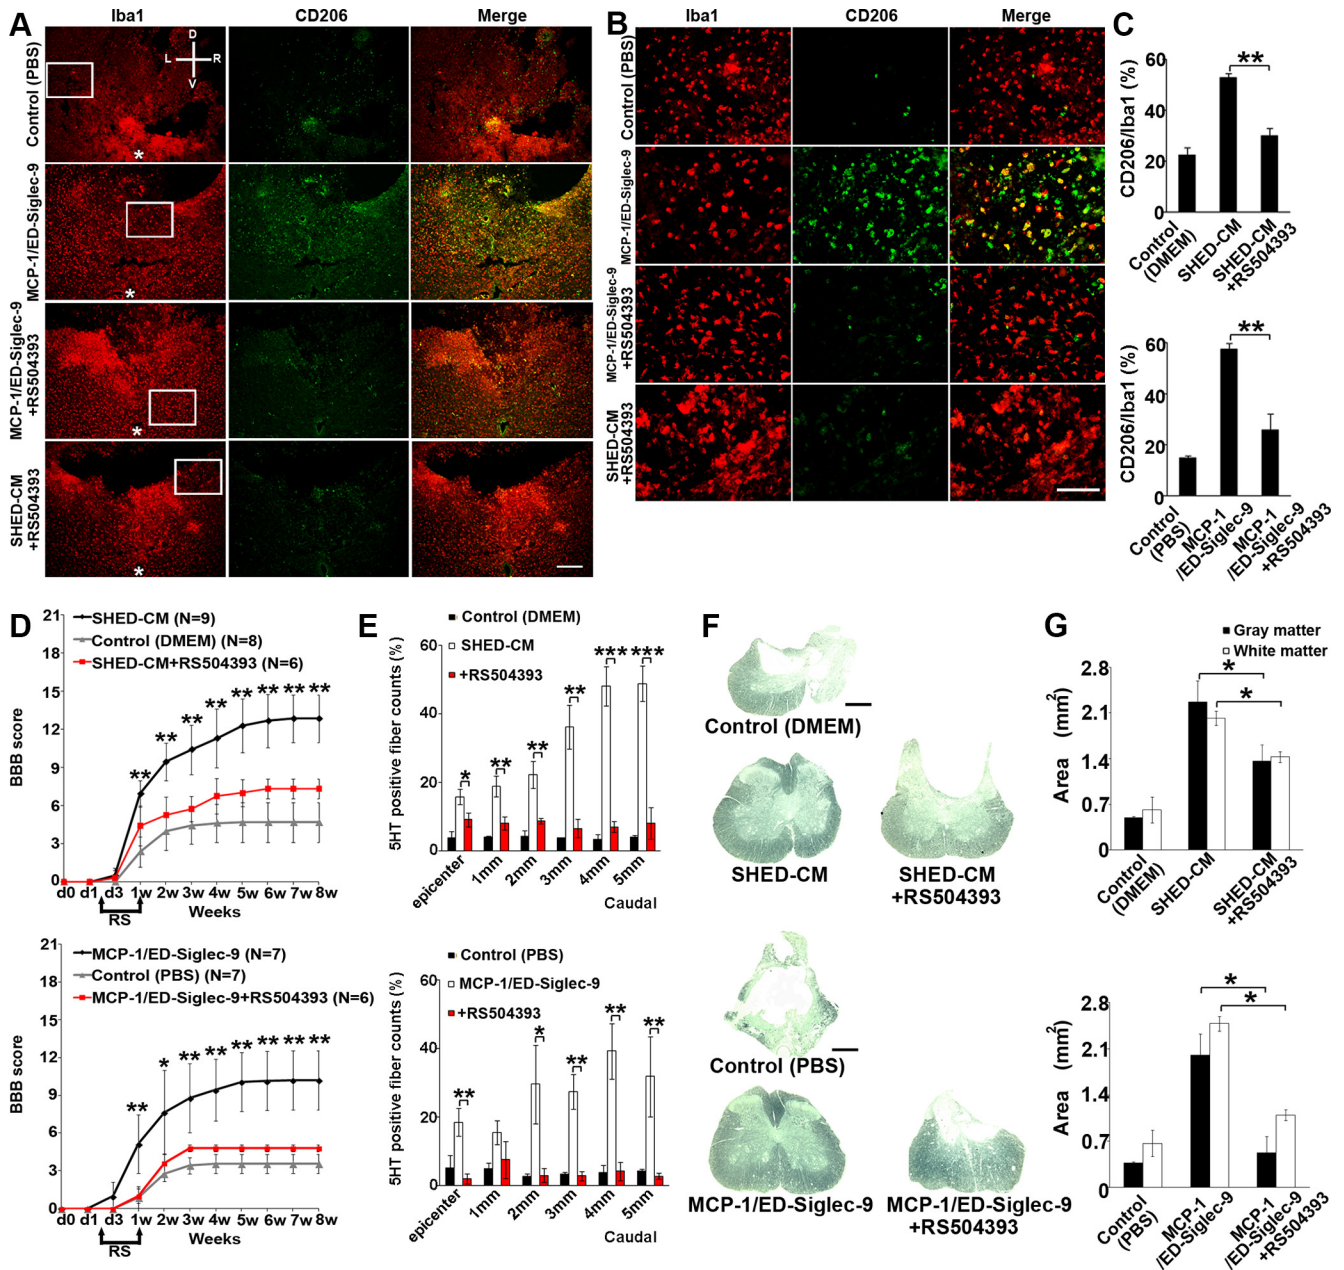 A
Iba1
CD206
Merge
D
L
R
V
Control (PBS)
*
MCP-1/ED-Siglec-9
*
MCP-1/ED-Siglec-9
+RS504393
*
SHED-CM
+RS504393
*
B
Iba1
CD206
Merge
Control (PBS)
MCP-1/ED-Siglec-9
MCP-1/ED-Siglec-9
+RS504393
SHED-CM
+RS504393
C
CD206/Iba1 (%)
60
40
20
0
**
Control
(DMEM)
SHED-CM
SHED-CM
+RS504393
CD206/Iba1 (%)
60
40
20
0
**
Control
(PBS)
MCP-1
/ED-Siglec-9
MCP-1
/ED-Siglec-9
+RS504393
D
BBB score
21
18
15
12
9
6
3
0
SHED-CM (N=9)
Control (DMEM) (N=8)
SHED-CM+RS504393 (N=6)
** ** ** ** ** ** ** **
d0 d1 d3 1w 2w 3w 4w 5w 6w 7w 8w
RS
Weeks
BBB score
21
18
15
12
9
6
3
0
MCP-1/ED-Siglec-9 (N=7)
Control (PBS) (N=7)
MCP-1/ED-Siglec-9+RS504393 (N=6)
** * ** ** ** ** ** **
d0 d1 d3 1w 2w 3w 4w 5w 6w 7w 8w
RS
Weeks
E
Control (DMEM)
SHED-CM
+RS504393
5HT positive fiber counts (%)
60
40
20
0
* ** ** ** *** ***
epicenter 1mm 2mm 3mm 4mm 5mm
Caudal
Control (PBS)
MCP-1/ED-Siglec-9
+RS504393
5HT positive fiber counts (%)
60
40
20
0
** * ** ** **
epicenter 1mm 2mm 3mm 4mm 5mm
Caudal
F
Control (DMEM)
SHED-CM
SHED-CM
+RS504393
Control (PBS)
MCP-1/ED-Siglec-9
MCP-1/ED-Siglec-9
+RS504393
G
Gray matter
White matter
Area (mm2)
2.8
2.1
1.4
0.7
0
*
*
Control
(DMEM)
SHED-CM
SHED-CM
+RS504393
Area (mm2)
2.8
2.1
1.4
0.7
0
*
*
Control
(PBS)
MCP-1
/ED-Siglec-9
MCP-1
/ED-Siglec-9
+RS504393